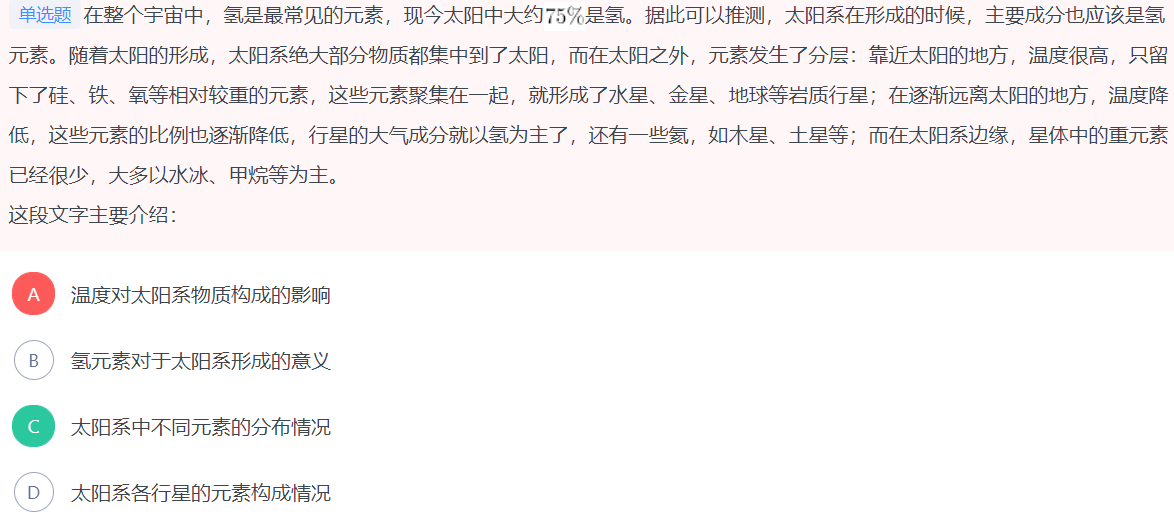 单选题 在整个宇宙中，氢是最常见的元素，现今太阳中大约75%是氢。据此可以推测，太阳系在形成的时候，主要成分也应该是氢
元素。随着太阳的形成，太阳系绝大部分物质都集中到了太阳，而在太阳之外，元素发生了分层：靠近太阳的地方，温度很高，只留
下了硅、铁、氧等相对较重的元素，这些元素聚集在一起，就形成了水星、金星、地球等岩质行星；在逐渐远离太阳的地方，温度降
低，这些元素的比例也逐渐降低，行星的大气成分就以氢为主了，还有一些氦，如木星、土星等；而在太阳系边缘，星体中的重元素
已经很少，大多以水冰、甲烷等为主。
这段文字主要介绍：
A 温度对太阳系物质构成的影响
B 氢元素对于太阳系形成的意义
C 太阳系中不同元素的分布情况
D 太阳系各行星的元素构成情况